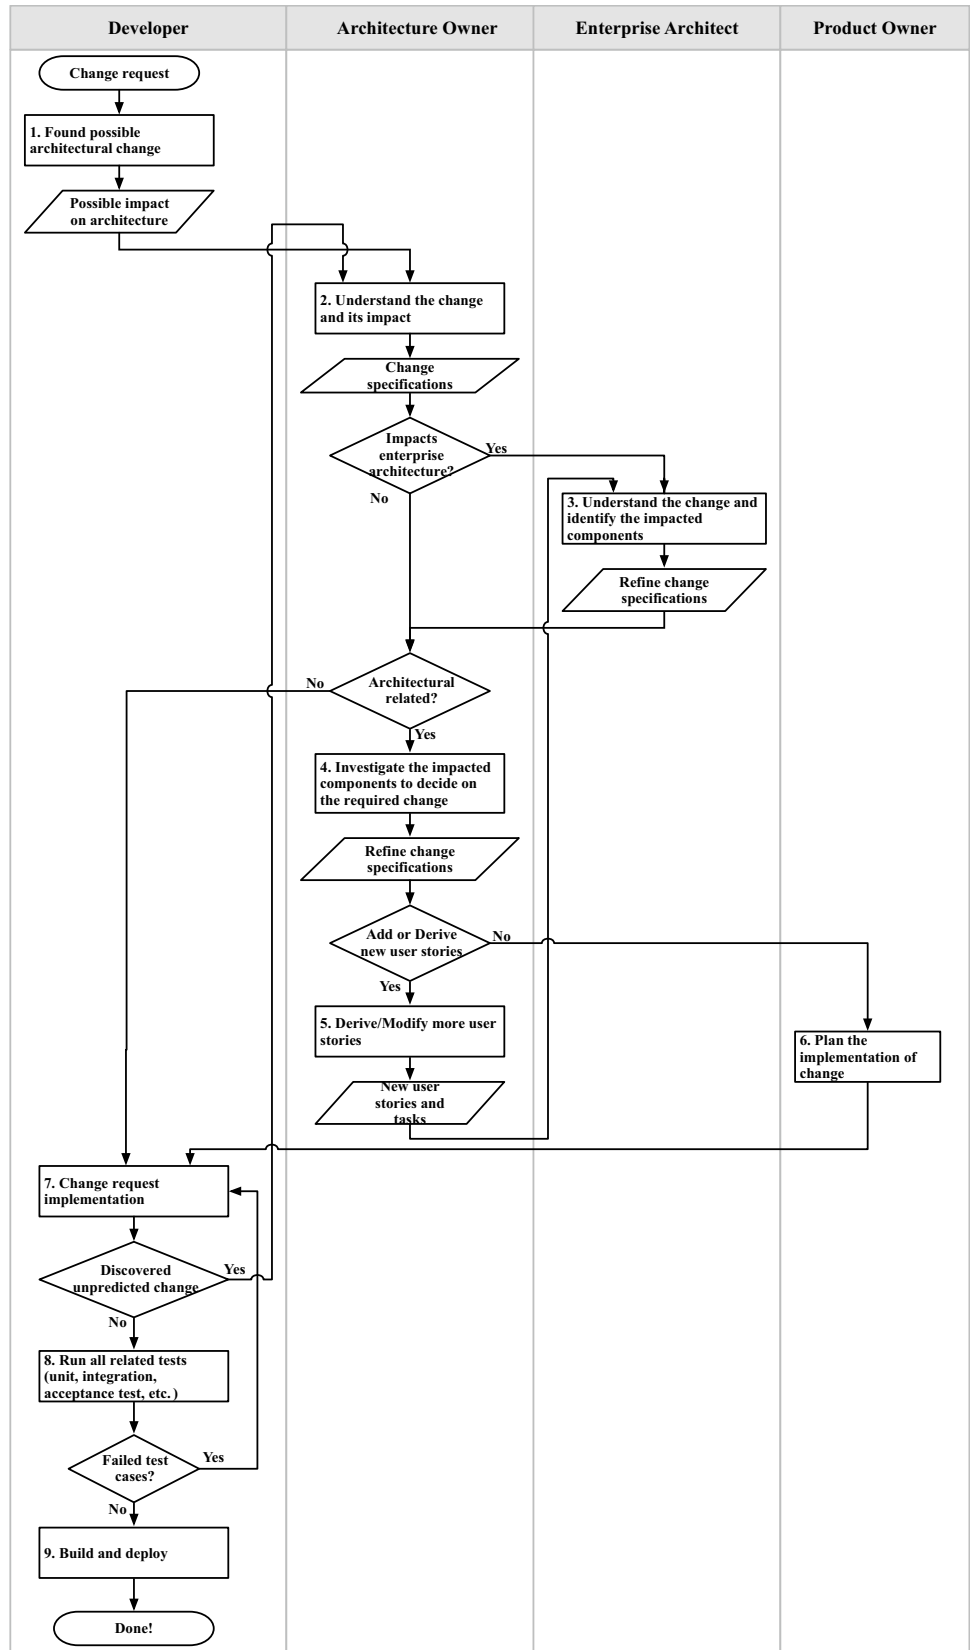 Developer
Architecture Owner
Enterprise Architect
Product Owner
Change request
1. Found possible
architectural change
Possible impact
on architecture
2. Understand the change
and its impact
Change
specifications
Impacts
enterprise
architecture?
Yes
No
3. Understand the change and
identify the impacted
components
Refine change
specifications
Architectural
related?
No
Yes
4. Investigate the impacted
components to decide on
the required change
Refine change
specifications
Add or Derive
new user stories
No
Yes
5. Derive/Modify more user
stories
6. Plan the
implementation of
change
New user
stories and
tasks
7. Change request
implementation
Discovered
unpredicted change
Yes
No
8. Run all related tests
(unit, integration,
acceptance test, etc. )
Failed test
cases?
Yes
No
9. Build and deploy
Done!